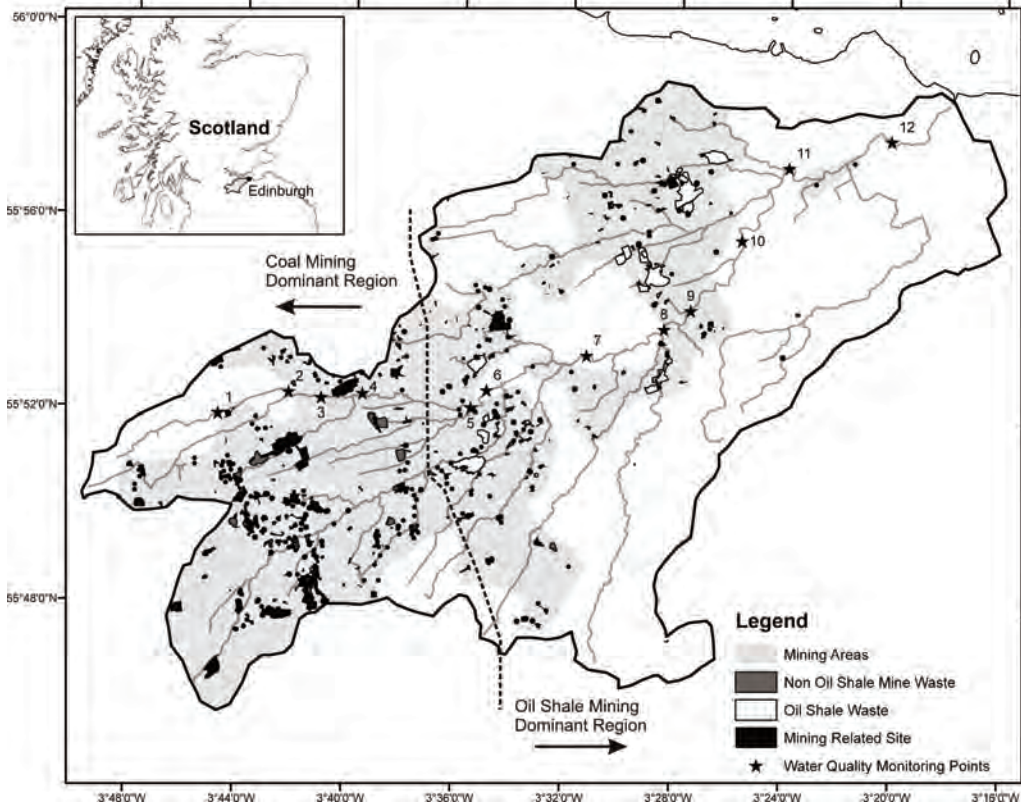 56°0'0"N
55°56'0"N
55°52'0"N
55°48'0"N
Scotland
Edinburgh
Coal Mining
Dominant Region
12
11
10
9
8
7
6
5
4
3
2
1
Oil Shale Mining
Dominant Region
Legend
Mining Areas
Non Oil Shale Mine Waste
Oil Shale Waste
Mining Related Site
Water Quality Monitoring Points
3°48'0"W 3°44'0"W 3°40'0"W 3°36'0"W 3°32'0"W 3°28'0"W 3°24'0"W 3°20'0"W 3°16'0"W